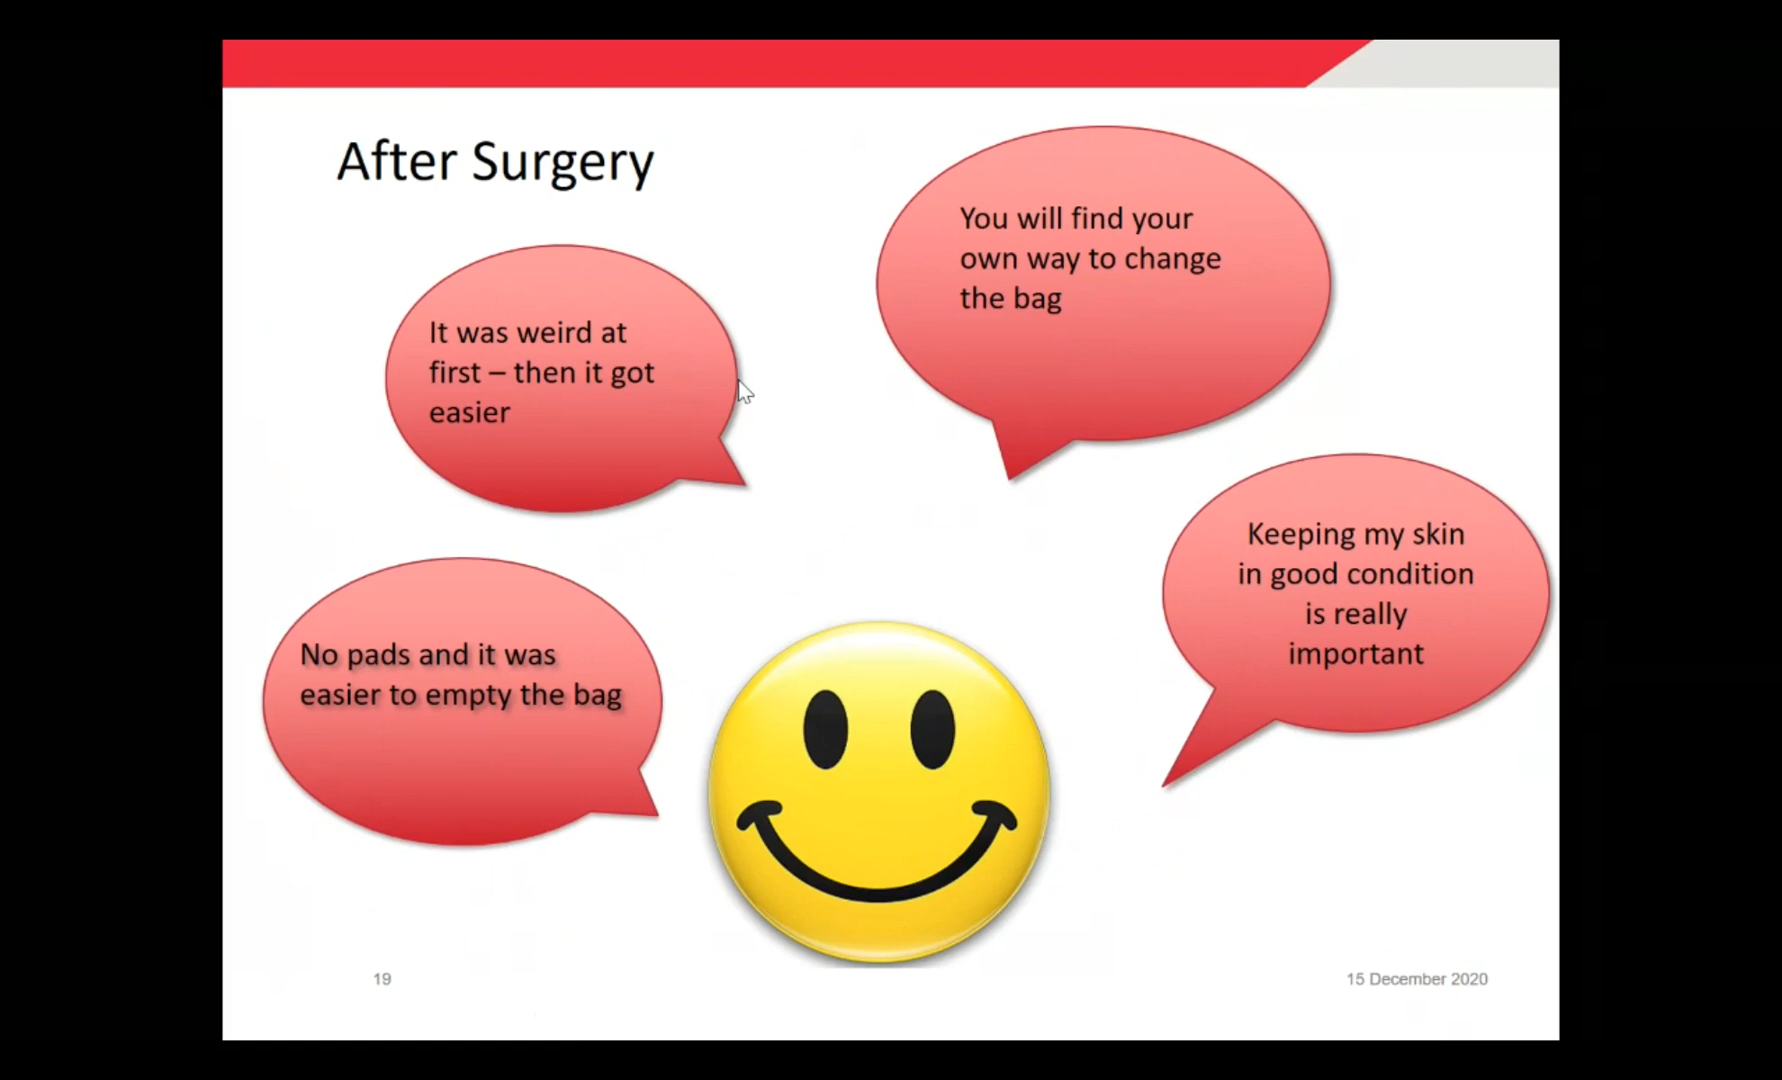 After Surgery
You will find your
own way to change
the bag
It was weird at
first – then it got
easier
Keeping my skin
in good condition
is really
important
No pads and it was
easier to empty the bag
19
15 December 2020